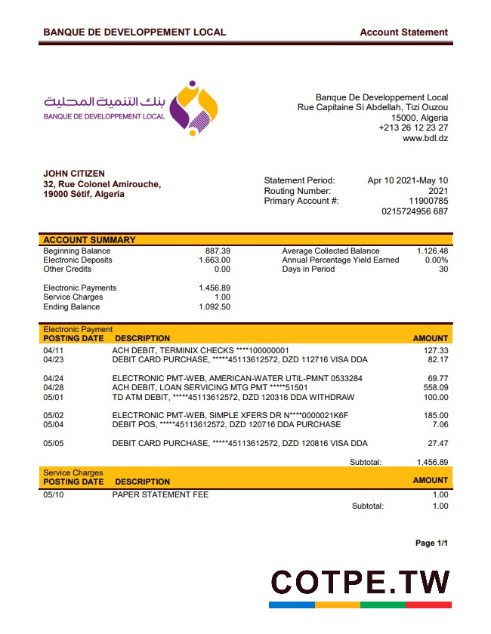 BANQUE DE DEVELOPPEMENT LOCAL Account Statement
بنك التنمية المحلية
BANQUE DE DEVELOPPEMENT LOCAL
Banque De Developpement Local
Rue Capitaine Si Abdellah, Tizi Ouzou
15000, Algeria
+213 26 12 23 27
www.bdl.dz
JOHN CITIZEN
32, Rue Colonel Amirouche,
19000 Sétif, Algeria
Statement Period: Apr 10 2021-May 10
Routing Number: 2021
Primary Account #: 11900785
0215724956 687
ACCOUNT SUMMARY
Beginning Balance 887.39 Average Collected Balance 1.126.48
Electronic Deposits 1.663.00 Annual Percentage Yield Earned 0.00%
Other Credits 0.00 Days in Period 30
Electronic Payments 1.456.89
Service Charges 1.00
Ending Balance 1.092.50
Electronic Payment
POSTING DATE DESCRIPTION AMOUNT
04/11 ACH DEBIT, TERMINIX CHECKS ****100000001 127.33
04/23 DEBIT CARD PURCHASE, *****45113612572, DZD 112716 VISA DDA 82.17
04/24 ELECTRONIC PMT-WEB, AMERICAN-WATER UTIL-PMNT 0533284 69.77
04/28 ACH DEBIT, LOAN SERVICING MTG PMT *****51501 558.09
05/01 TD ATM DEBIT, *****45113612572, DZD 120316 DDA WITHDRAW 100.00
05/02 ELECTRONIC PMT-WEB, SIMPLE XFERS DR N****0000021K6F 185.00
05/04 DEBIT POS, *****45113612572, DZD 120716 DDA PURCHASE 7.06
05/05 DEBIT CARD PURCHASE, *****45113612572, DZD 120816 VISA DDA 27.47
Subtotal: 1,456.89
Service Charges
POSTING DATE DESCRIPTION AMOUNT
05/10 PAPER STATEMENT FEE 1.00
Subtotal: 1.00
Page 1/1
COTPE.TW